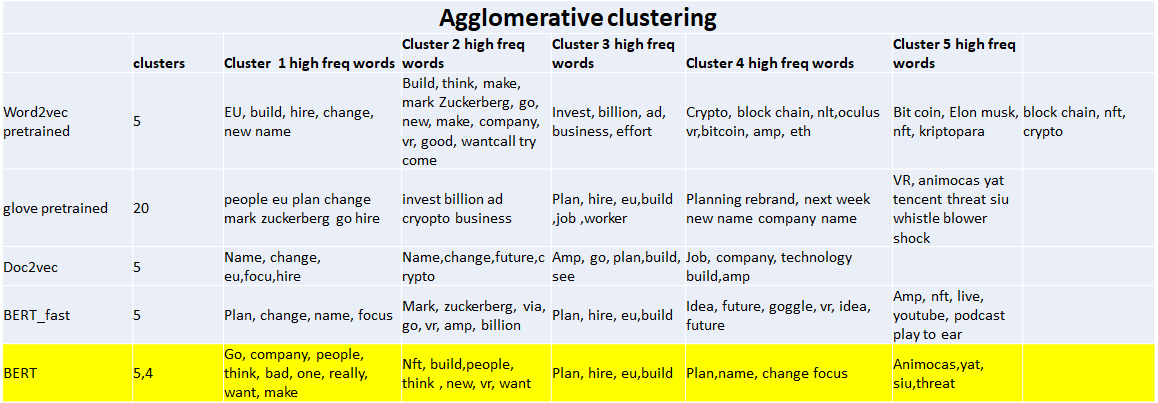 Agglomerative clustering
clusters
Cluster  1 high freq words
Cluster 2 high freq
words
Cluster 3 high freq
words
Cluster 4 high freq words
Cluster 5 high freq
words
Word2vec
pretrained
5
EU, build, hire, change,
new name
Build, think, make,
mark Zuckerberg, go,
new, make, company,
vr, good, wantcall try
come
Invest, billion, ad,
business, effort
Crypto, block chain, nlt,oculus
vr,bitcoin, amp, eth
Bit coin, Elon musk,
nft, kriptopara
block chain, nft,
crypto
glove pretrained
20
people eu plan change
mark zuckerberg go hire
invest billion ad
cryopto business
Plan, hire, eu,build
,job ,worker
Planning rebrand, next week
new name company name
VR, animocas yat
tencent threat siu
whistle blower
shock
Doc2vec
5
Name, change,
eu,focu,hire
Name,change,future,c
rypto
Amp, go, plan,build,
see
Job, company, technology
build,amp
BERT_fast
5
Plan, change, name, focus
Mark, zuckerberg, via,
go, vr, amp, billion
Plan, hire, eu,build
Idea, future, goggle, vr, idea,
future
Amp, nft, live,
youtube, podcast
play to ear
BERT
5,4
Go, company, people,
think, bad, one, really,
want, make
Nft, build,people,
think , new, vr, want
Plan, hire, eu,build
Plan,name, change focus
Animocas,yat,
siu,threat